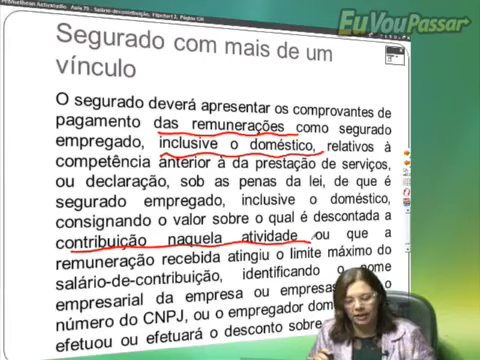 EuVouPassar
Segurado com mais de um
vínculo
O segurado deverá apresentar os comprovantes de
pagamento das remunerações como segurado
empregado, inclusive o doméstico, relativos à
competência anterior à da prestação de serviços,
ou declaração, sob as penas da lei, de que é
segurado empregado, inclusive o doméstico,
consignando o valor sobre o qual é descontada a
contribuição naquela atividade ou que a
remuneração recebida atingiu o limite máximo do
salário-de-contribuição, identificando o nome
empresarial da empresa ou empresas o
número do CNPJ, ou o empregador
efetuou ou efetuará o desconto sobre